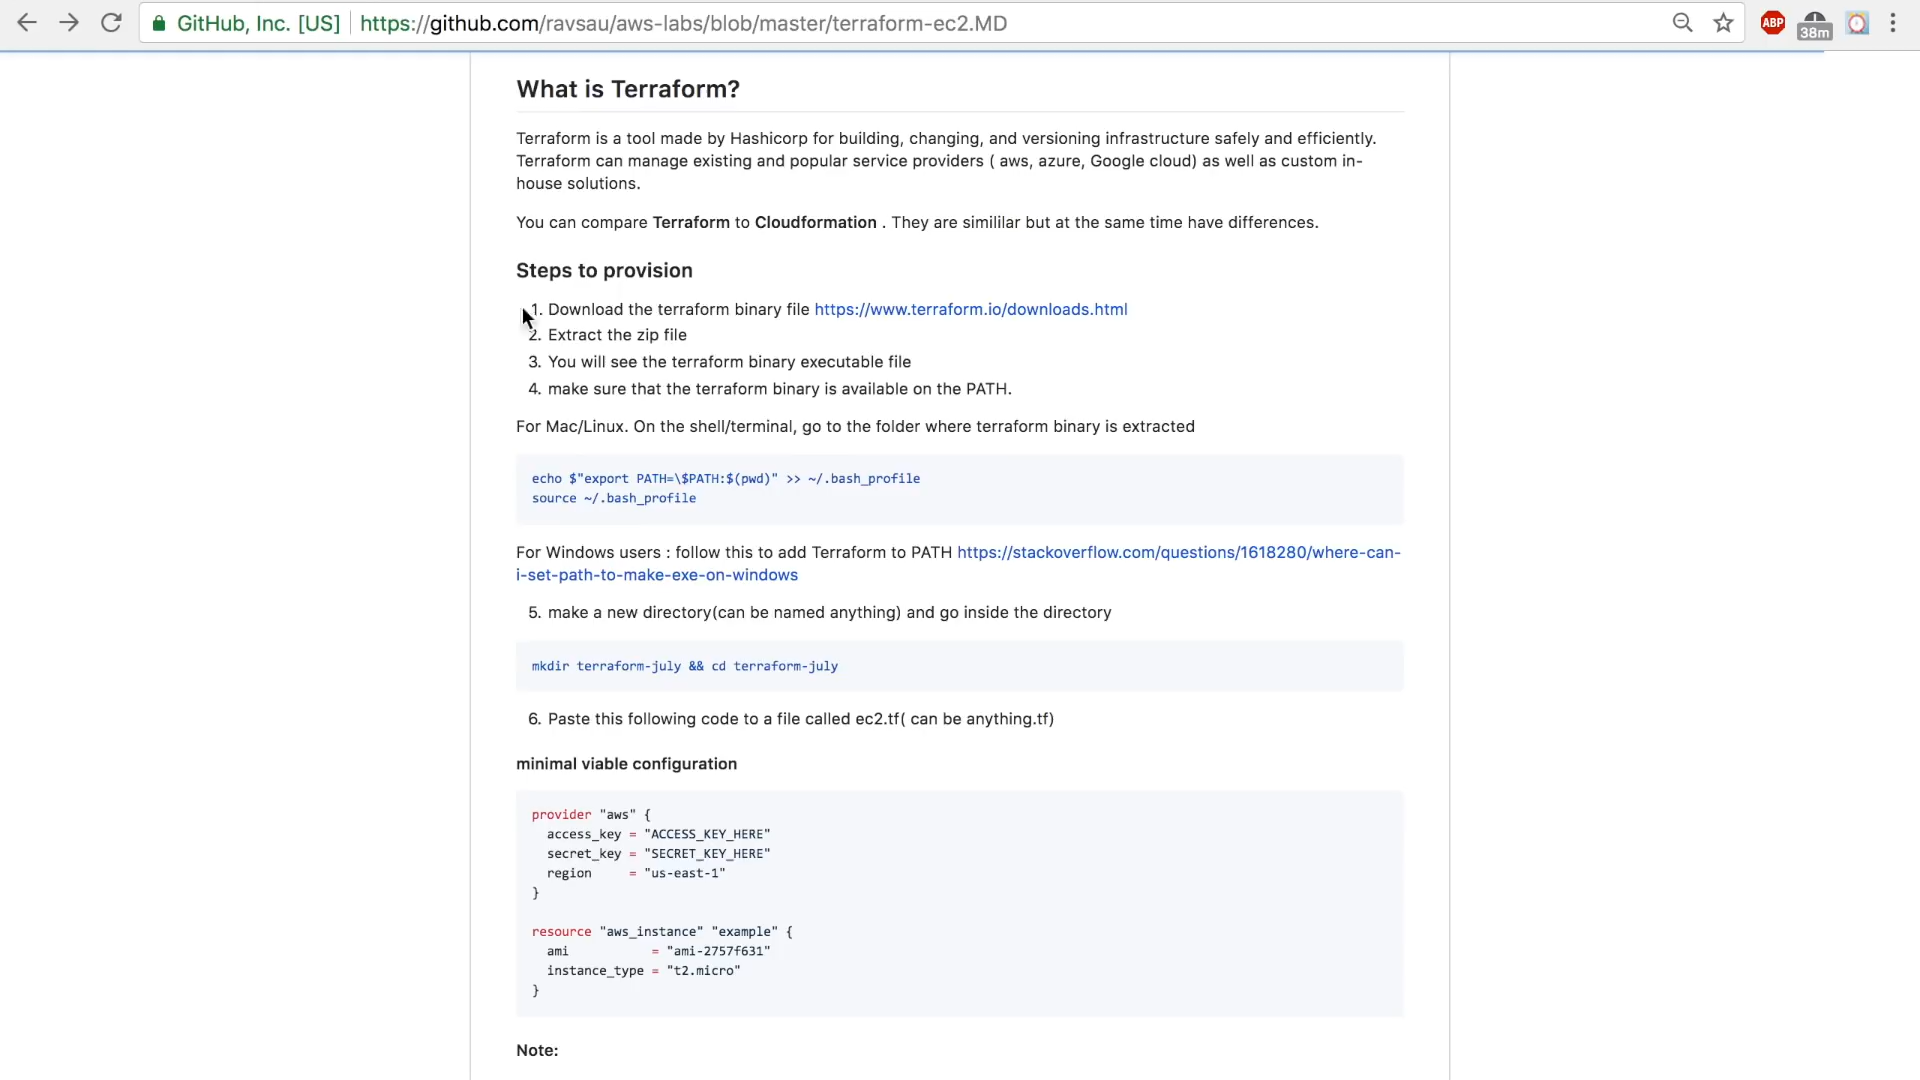 GitHub, Inc. [US] https://github.com/ravsau/aws-labs/blob/master/terraform-ec2.MD
ABP
38m
What is Terraform?
Terraform is a tool made by Hashicorp for building, changing, and versioning infrastructure safely and efficiently.
Terraform can manage existing and popular service providers ( aws, azure, Google cloud) as well as custom in-
house solutions.
You can compare Terraform to Cloudformation . They are simililar but at the same time have differences.
Steps to provision
1. Download the terraform binary file https://www.terraform.io/downloads.html
2. Extract the zip file
3. You will see the terraform binary executable file
4. make sure that the terraform binary is available on the PATH.
For Mac/Linux. On the shell/terminal, go to the folder where terraform binary is extracted
echo $"export PATH=\$PATH:$(pwd)" >> ~/.bash_profile
source ~/.bash_profile
For Windows users : follow this to add Terraform to PATH https://stackoverflow.com/questions/1618280/where-can-
i-set-path-to-make-exe-on-windows
5. make a new directory(can be named anything) and go inside the directory
mkdir terraform-july && cd terraform-july
6. Paste this following code to a file called ec2.tf( can be anything.tf)
minimal viable configuration
provider "aws" {
access_key = "ACCESS_KEY_HERE"
secret_key = "SECRET_KEY_HERE"
region = "us-east-1"
}
resource "aws_instance" "example" {
ami = "ami-2757f631"
instance_type = "t2.micro"
}
Note: